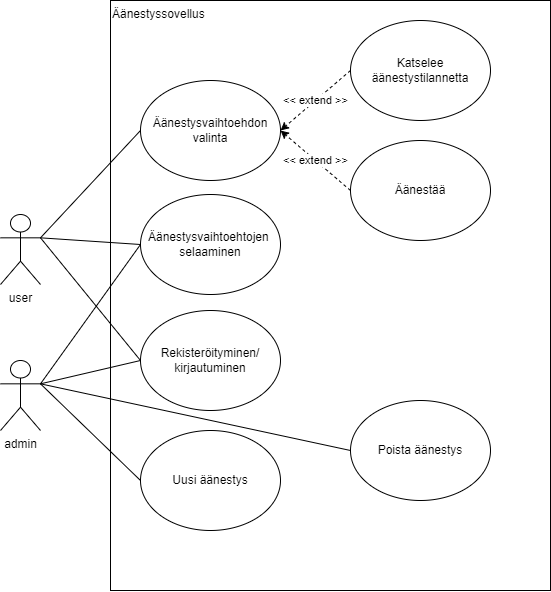 Äänestyssovellus
Katselee
äänestystilannetta
<< extend >>
Äänestysvaihtoehdon
valinta
<< extend >>
Äänestää
Äänestysvaihtoehtojen
selaaminen
user
Rekisteröityminen/
kirjautuminen
admin
Poista äänestys
Uusi äänestys